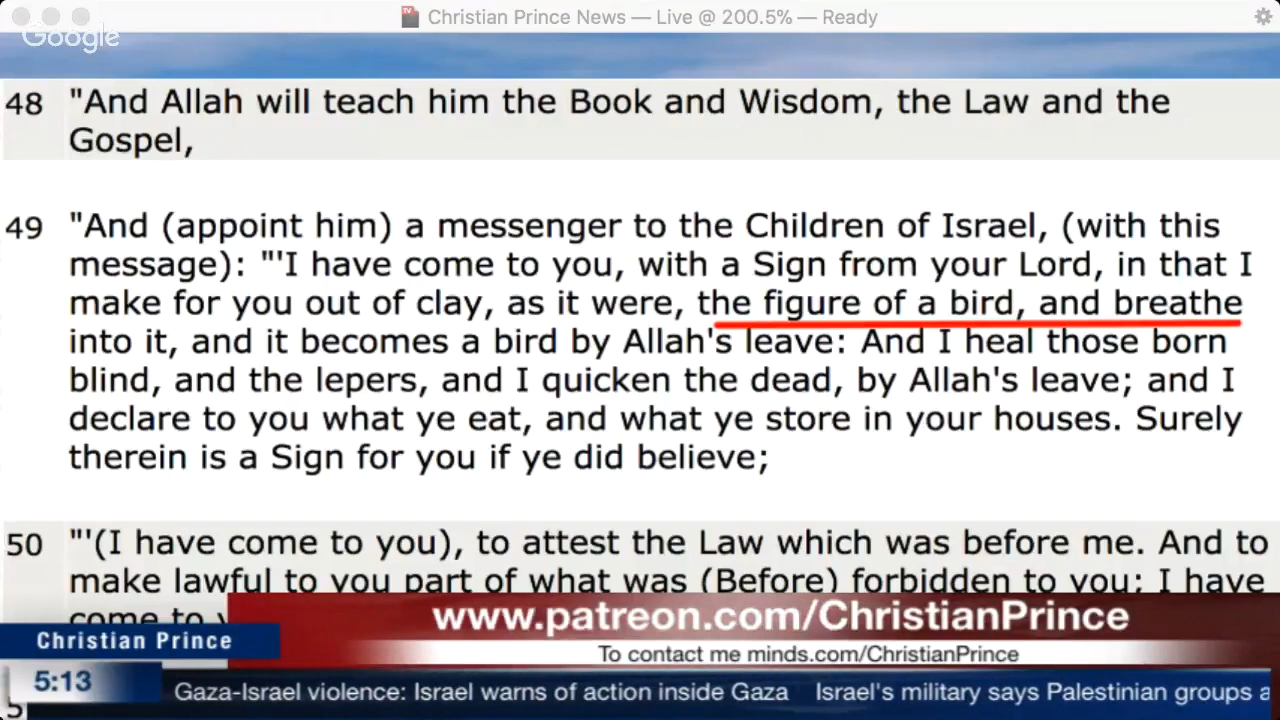 Christian Prince News — Live @ 200.5% — Ready
Google
48 "And Allah will teach him the Book and Wisdom, the Law and the
Gospel,
49 "And (appoint him) a messenger to the Children of Israel, (with this
message): "'I have come to you, with a Sign from your Lord, in that I
make for you out of clay, as it were, the figure of a bird, and breathe
into it, and it becomes a bird by Allah's leave: And I heal those born
blind, and the lepers, and I quicken the dead, by Allah's leave; and I
declare to you what ye eat, and what ye store in your houses. Surely
therein is a Sign for you if ye did believe;
50 "'(I have come to you), to attest the Law which was before me. And to
make lawful to you part of what was (Before) forbidden to you; I have
come to
www.patreon.com/ChristianPrince
Christian Prince
To contact me minds.com/ChristianPrince
5:13
Gaza-Israel violence: Israel warns of action inside Gaza Israel's military says Palestinian groups a
5